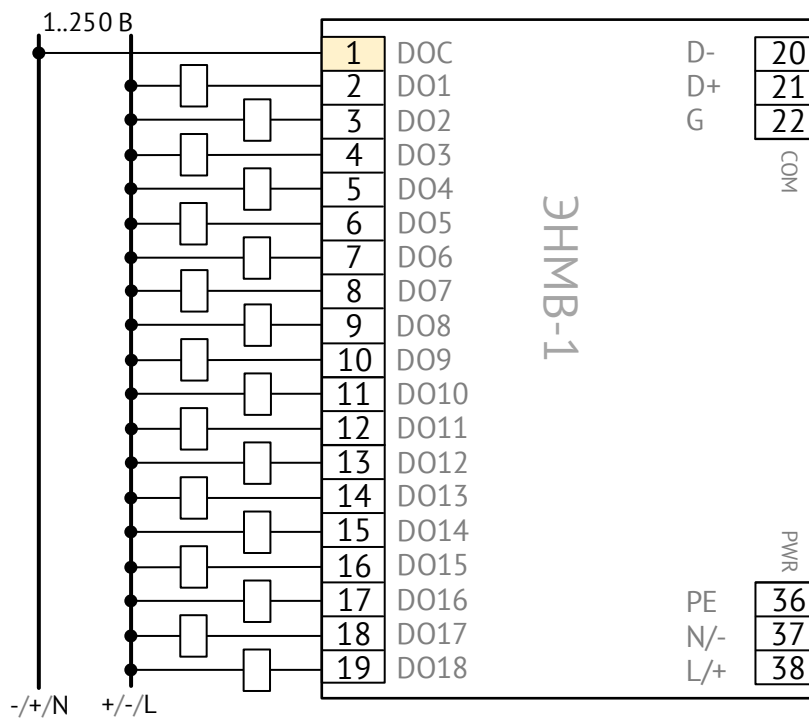 1..250 В
1 DOC D- 20
2 DO1 D+ 21
3 DO2 G 22
4 DO3
COM
5 DO4
6 DO5
7 DO6
8 DO7
ЭНМВ-1
9 DO8
10 DO9
11 DO10
12 DO11
13 DO12
14 DO13
15 DO14
PWR
16 DO15
17 DO16 PE 36
18 DO17 N/- 37
19 DO18 L/+ 38
-/+/N +/-/L